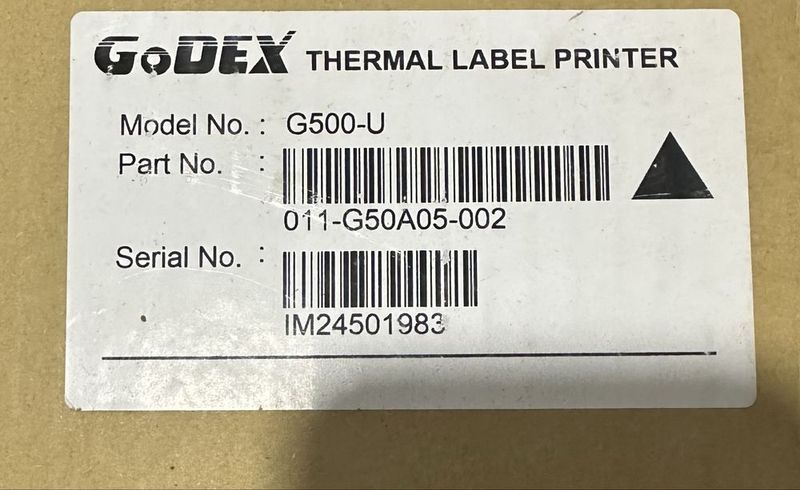 GoDEX THERMAL LABEL PRINTER
Model No. : G500-U
Part No. :
011-G50A05-002
Serial No. :
IM24501983